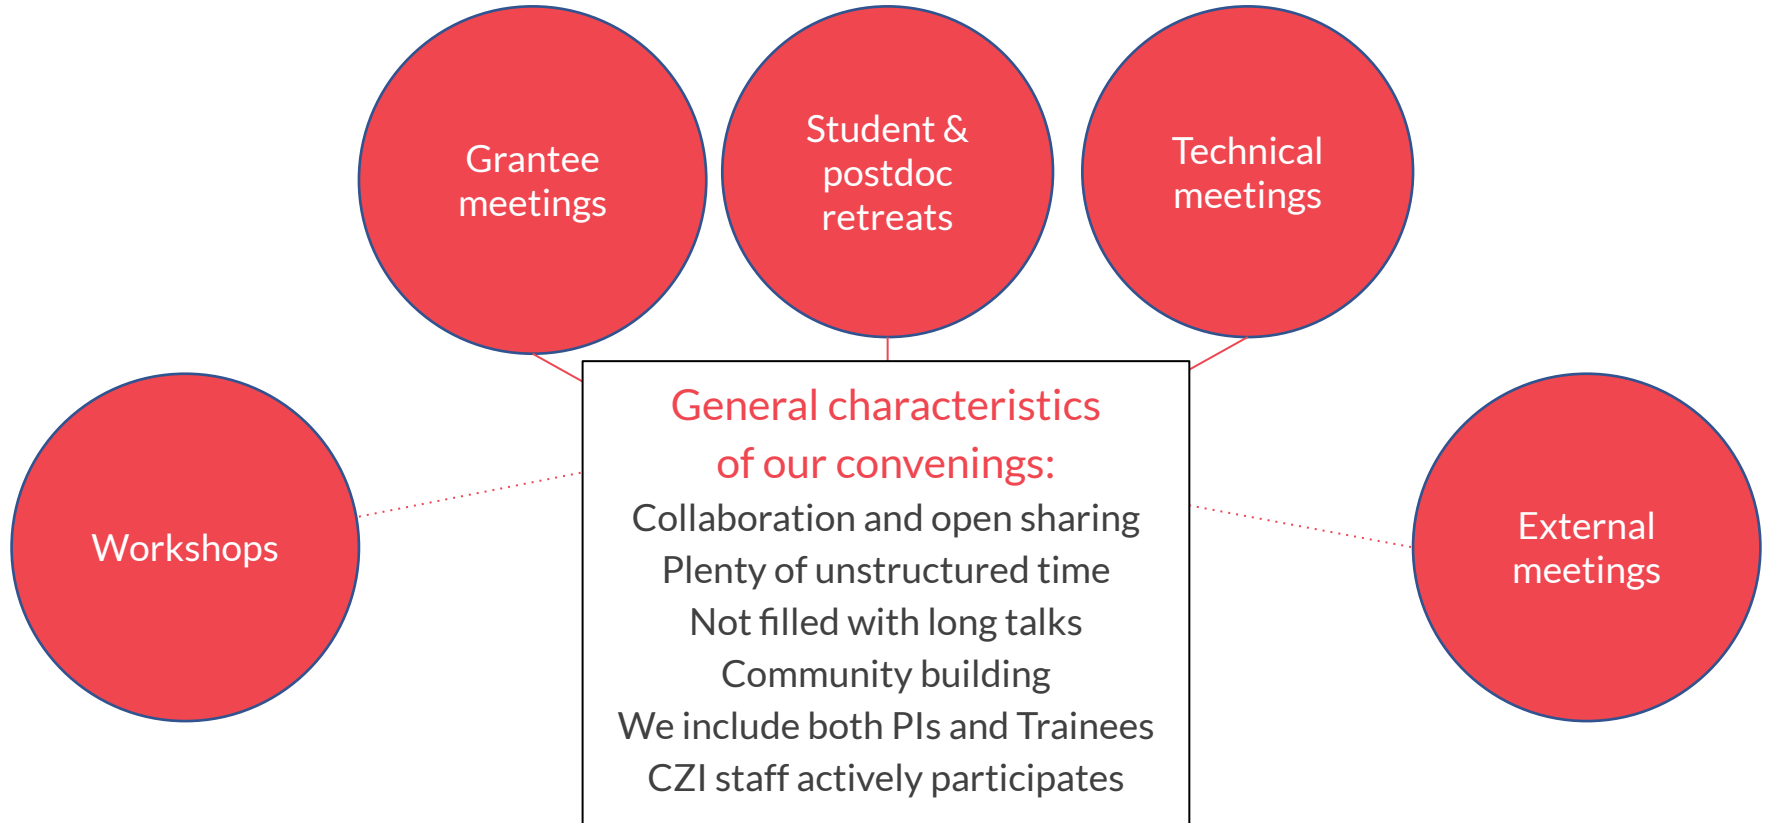 Grantee
meetings
Student &
postdoc
retreats
Technical
meetings
Workshops
General characteristics
of our convenings:
Collaboration and open sharing
Plenty of unstructured time
Not filled with long talks
Community building
We include both PIs and Trainees
CZI staff actively participates
External
meetings